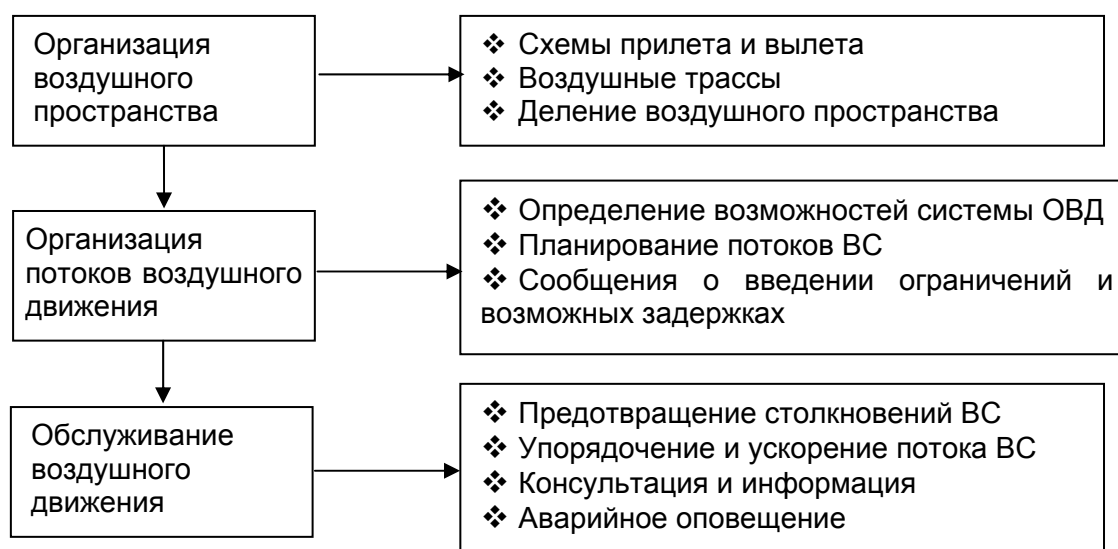 Организация
воздушного
пространства
❖ Схемы прилета и вылета
❖ Воздушные трассы
❖ Деление воздушного пространства
Организация
потоков воздушного
движения
❖ Определение возможностей системы ОВД
❖ Планирование потоков ВС
❖ Сообщения о введении ограничений и
возможных задержках
Обслуживание
воздушного
движения
❖ Предотвращение столкновений ВС
❖ Упорядочение и ускорение потока ВС
❖ Консультация и информация
❖ Аварийное оповещение